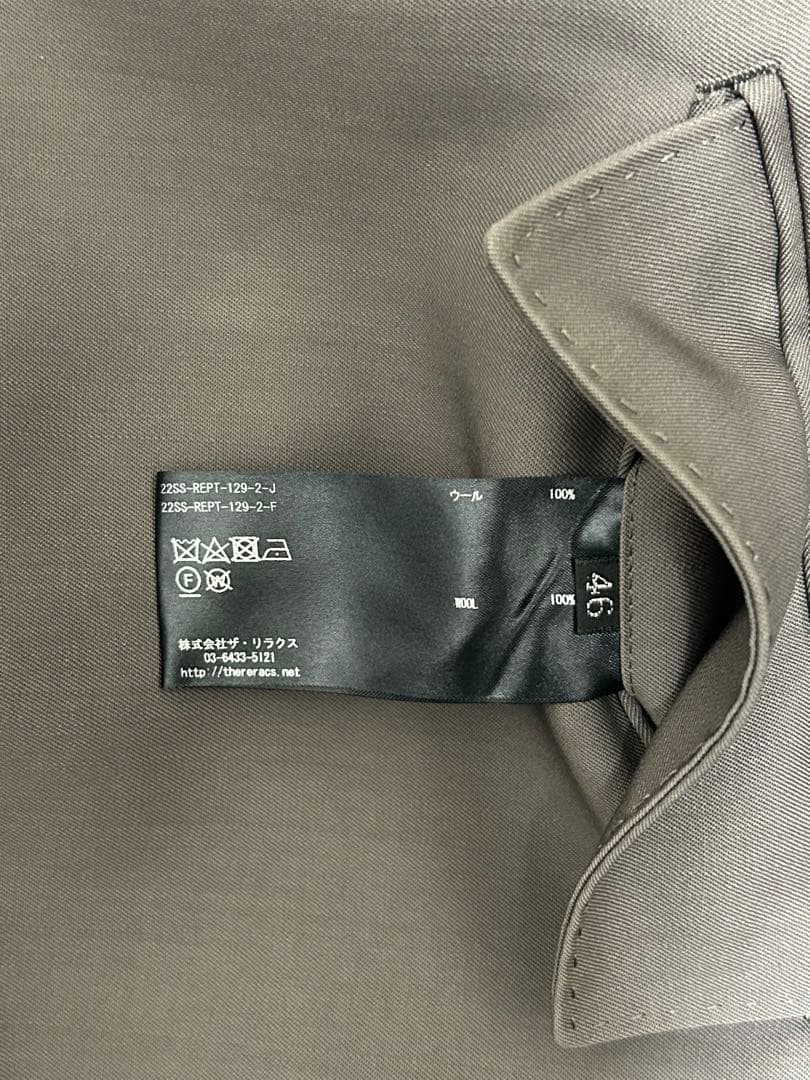 22SS-REPT-129-2-J
22SS-REPT-129-2-F
ウール 100%
WOOL 100%
46
F
W
株式会社ザ・リラクス
03-6433-5121
http://thereracs.net